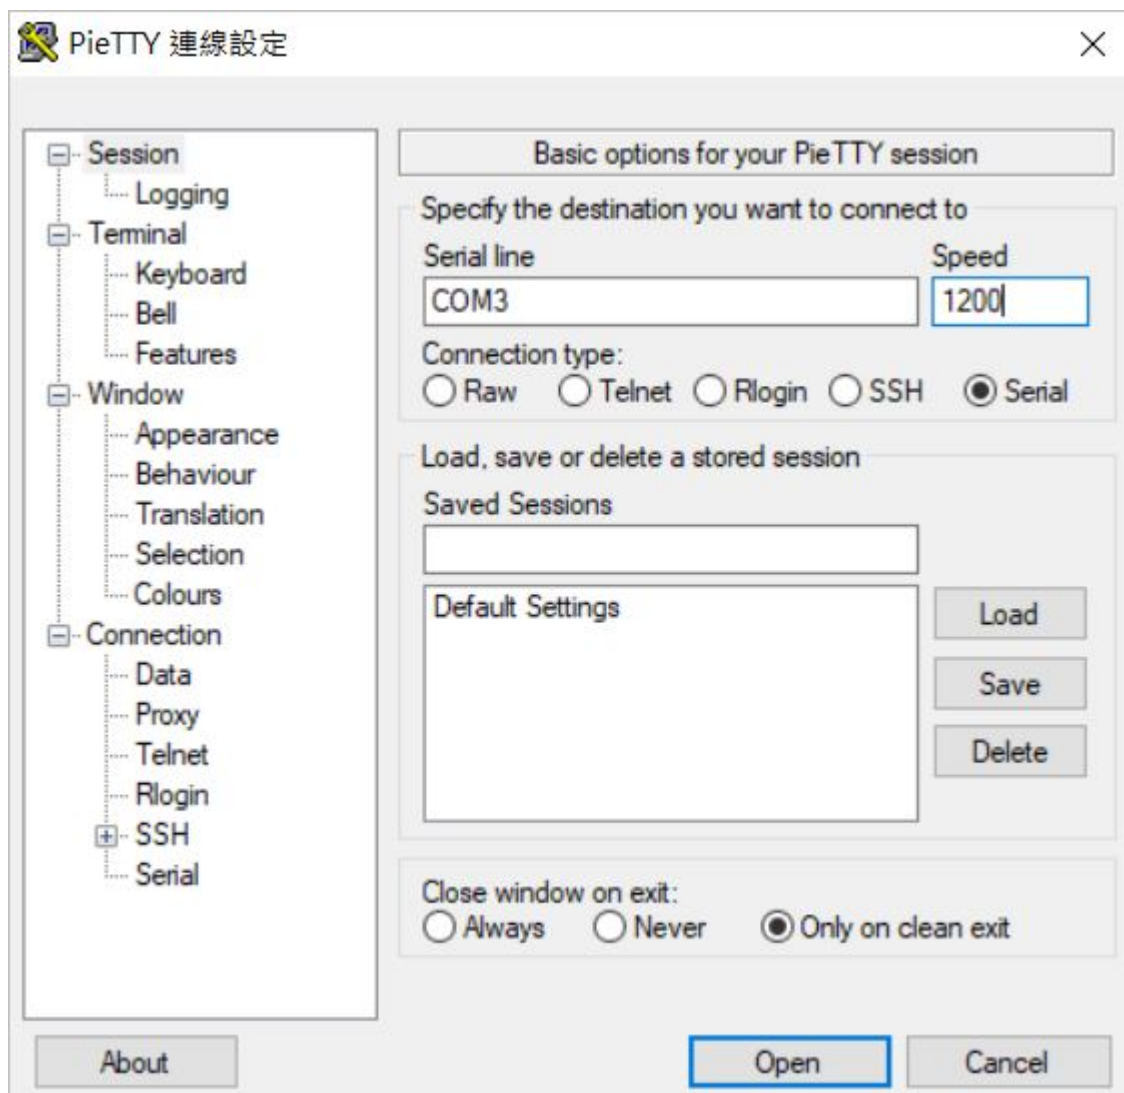 PieTTY 連線設定
Session
Logging
Terminal
Keyboard
Bell
Features
Window
Appearance
Behaviour
Translation
Selection
Colours
Connection
Data
Proxy
Telnet
Rlogin
SSH
Serial
Basic options for your PieTTY session
Specify the destination you want to connect to
Serial line Speed
COM3 1200
Connection type:
Raw Telnet Rlogin SSH Serial
Load, save or delete a stored session
Saved Sessions
Default Settings
Load
Save
Delete
Close window on exit:
Always Never Only on clean exit
About Open Cancel